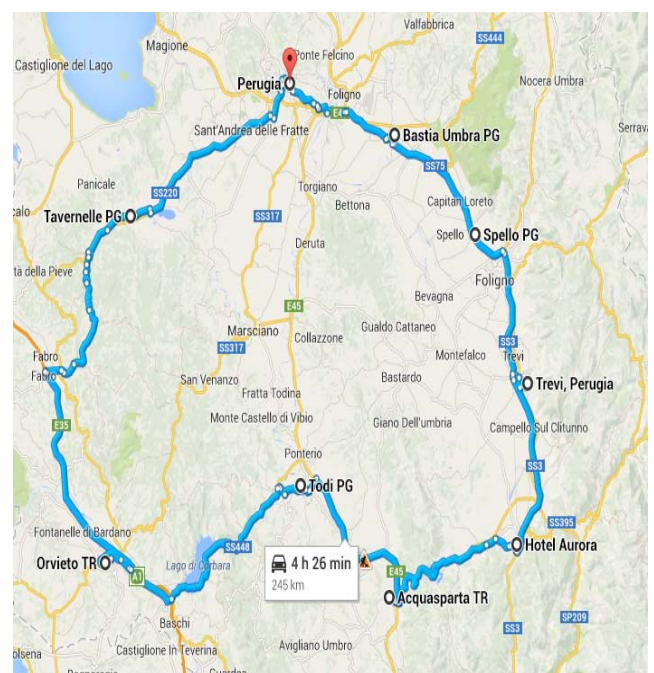 Valfabbrica
Magione
Ponte Felcino
SS444
Castiglione del Lago
Perugia
Foligno
Nocera Umbra
Sant'Andrea delle Fratte
Bastia Umbra PG
Serrava
Panicale
SS220
Torgiano
SS75
Bettona
Capitan Loreto
Tavernelle PG
SS317
Spello
Spello PG
Deruta
tà della Pieve
Foligno
Bevagna
E45
Gualdo Cattaneo
Marsciano
Collazzone
SS3
SS317
Montefalco
Trevi
Fabro
Fabro
San Venanzo
Bastardo
Trevi, Perugia
Fratta Todina
Monte Castello di Vibio
Giano Dell'umbria
Campello Sul Clitunno
E35
Ponterio
SS3
Todi PG
Fontanelle di Bardano
SS395
SS448
Hotel Aurora
4 h 26 min
245 km
Orvieto TR
Lago di Corbara
A1
E45
Acquasparta TR
Baschi
SP209
SS3
Avigliano Umbro
Castiglione In Teverina
olsena